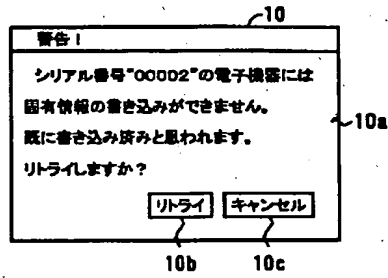 10
警告！
シリアル番号"00002"の電子機器には
固有情報の書き込みができません。
既に書き込み済みと思われます。
リトライしますか？
10a
リトライ キャンセル
10b 10c